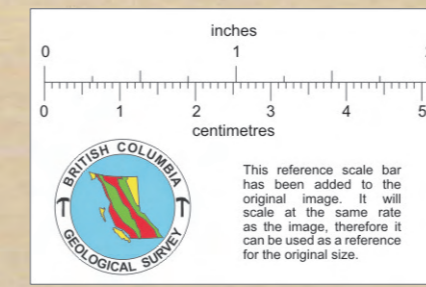 inches
0 1
0 1 2 3 4 5
centimetres
BRITISH COLUMBIA
GEOLOGICAL SURVEY
This reference scale bar
has been added to the
original image. It will
scale at the same rate
as the image, therefore it
can be used as a reference
for the original size.